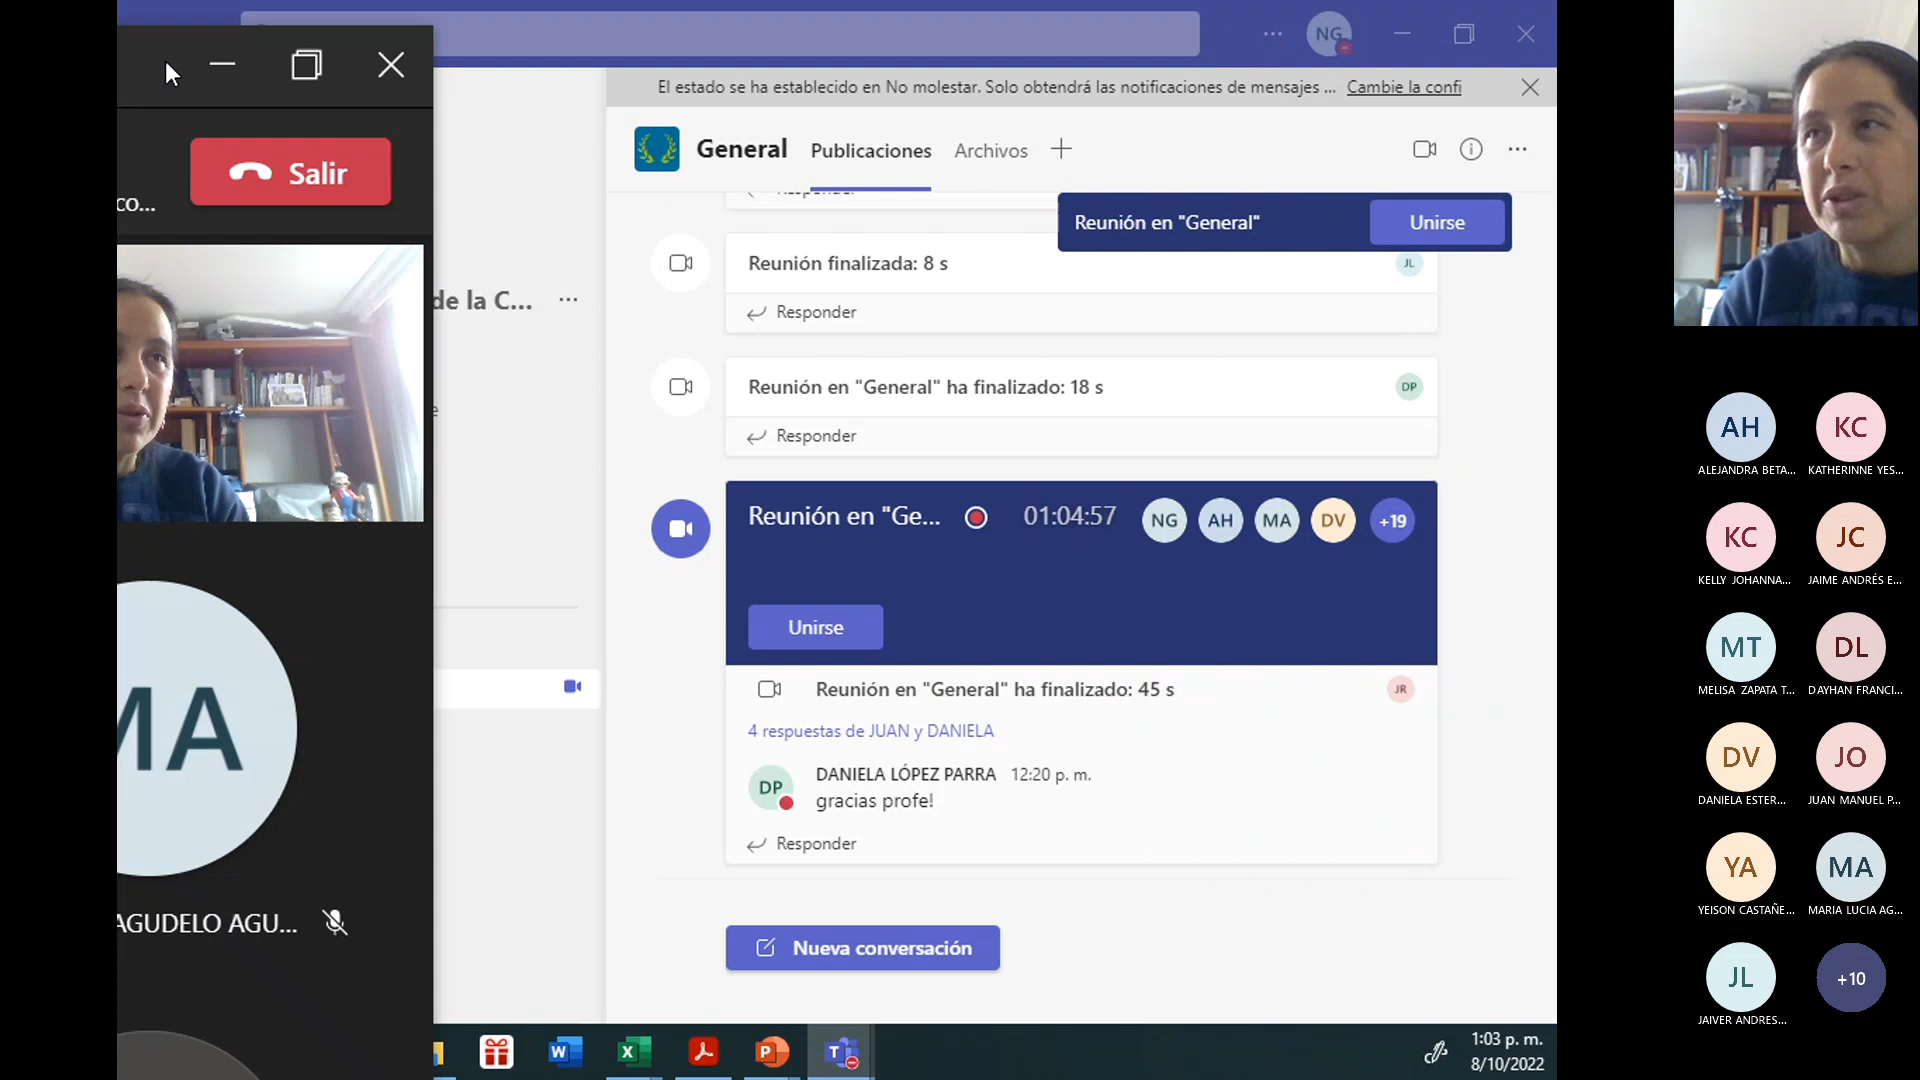 NG
El estado se ha establecido en No molestar. Solo obtendrá las notificaciones de mensajes ... Cambie la confi
General Publicaciones Archivos
Salir
co...
Responder
Reunión en "General" Unirse
Reunión finalizada: 8 s JL
Responder
de la C...
Reunión en "General" ha finalizado: 18 s DP
Responder
Reunión en "Ge... 01:04:57 NG AH MA DV +19
Unirse
Reunión en "General" ha finalizado: 45 s JR
4 respuestas de JUAN y DANIELA
DP DANIELA LÓPEZ PARRA 12:20 p. m.
gracias profe!
Responder
MA
AGUDELO AGU...
Nueva conversación
W X P T
1:03 p. m.
8/10/2022
AH KC
ALEJANDRA BETA... KATHERINNE YES...
KC JC
KELLY JOHANNA... JAIME ANDRÉS E...
MT DL
MELISA ZAPATA T... DAYHAN FRANCI...
DV JO
DANIELA ESTER... JUAN MANUEL P...
YA MA
YEISON CASTAÑE... MARIA LUCIA AG...
JL +10
JAIVER ANDRES...